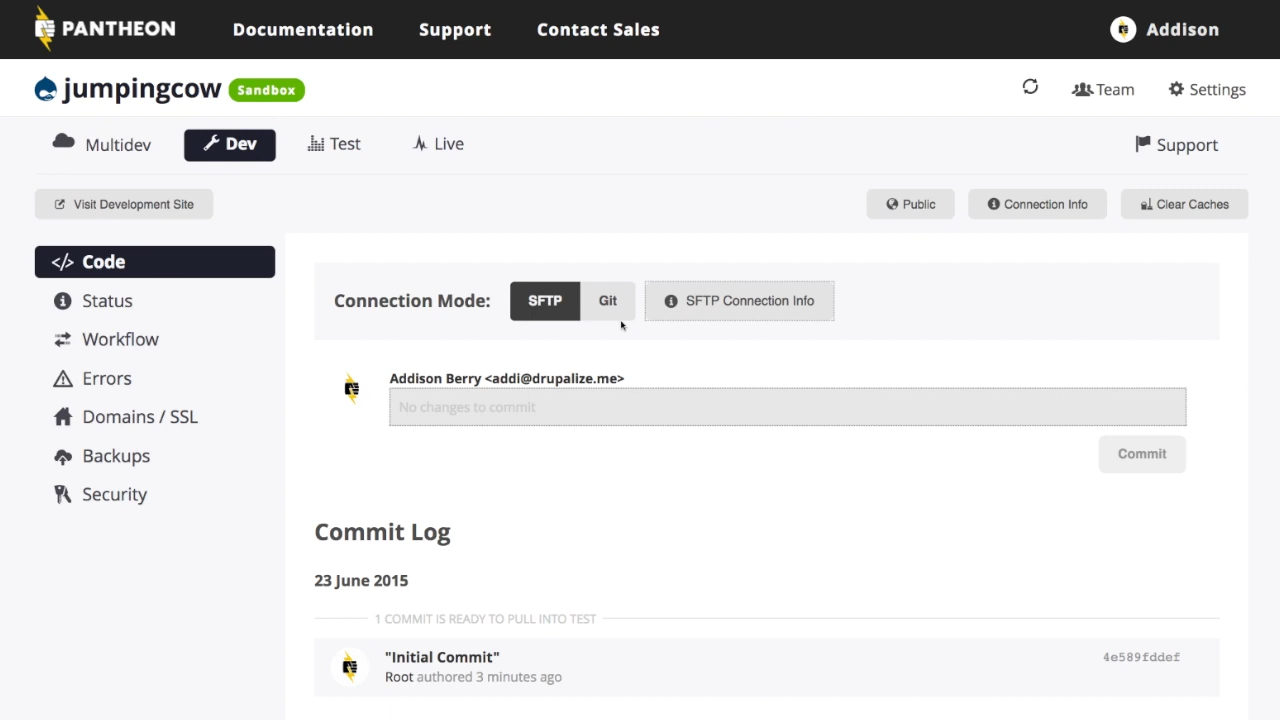 PANTHEON Documentation Support Contact Sales Addison
jumpingcow Sandbox Team Settings
Multidev Dev Test Live Support
Visit Development Site Public Connection Info Clear Caches
</> Code
Status
Workflow
Errors
Domains / SSL
Backups
Security
Connection Mode: SFTP Git SFTP Connection Info
Addison Berry <addi@drupalize.me>
No changes to commit
Commit
Commit Log
23 June 2015
1 COMMIT IS READY TO PULL INTO TEST
"Initial Commit" 4e589fddef
Root authored 3 minutes ago